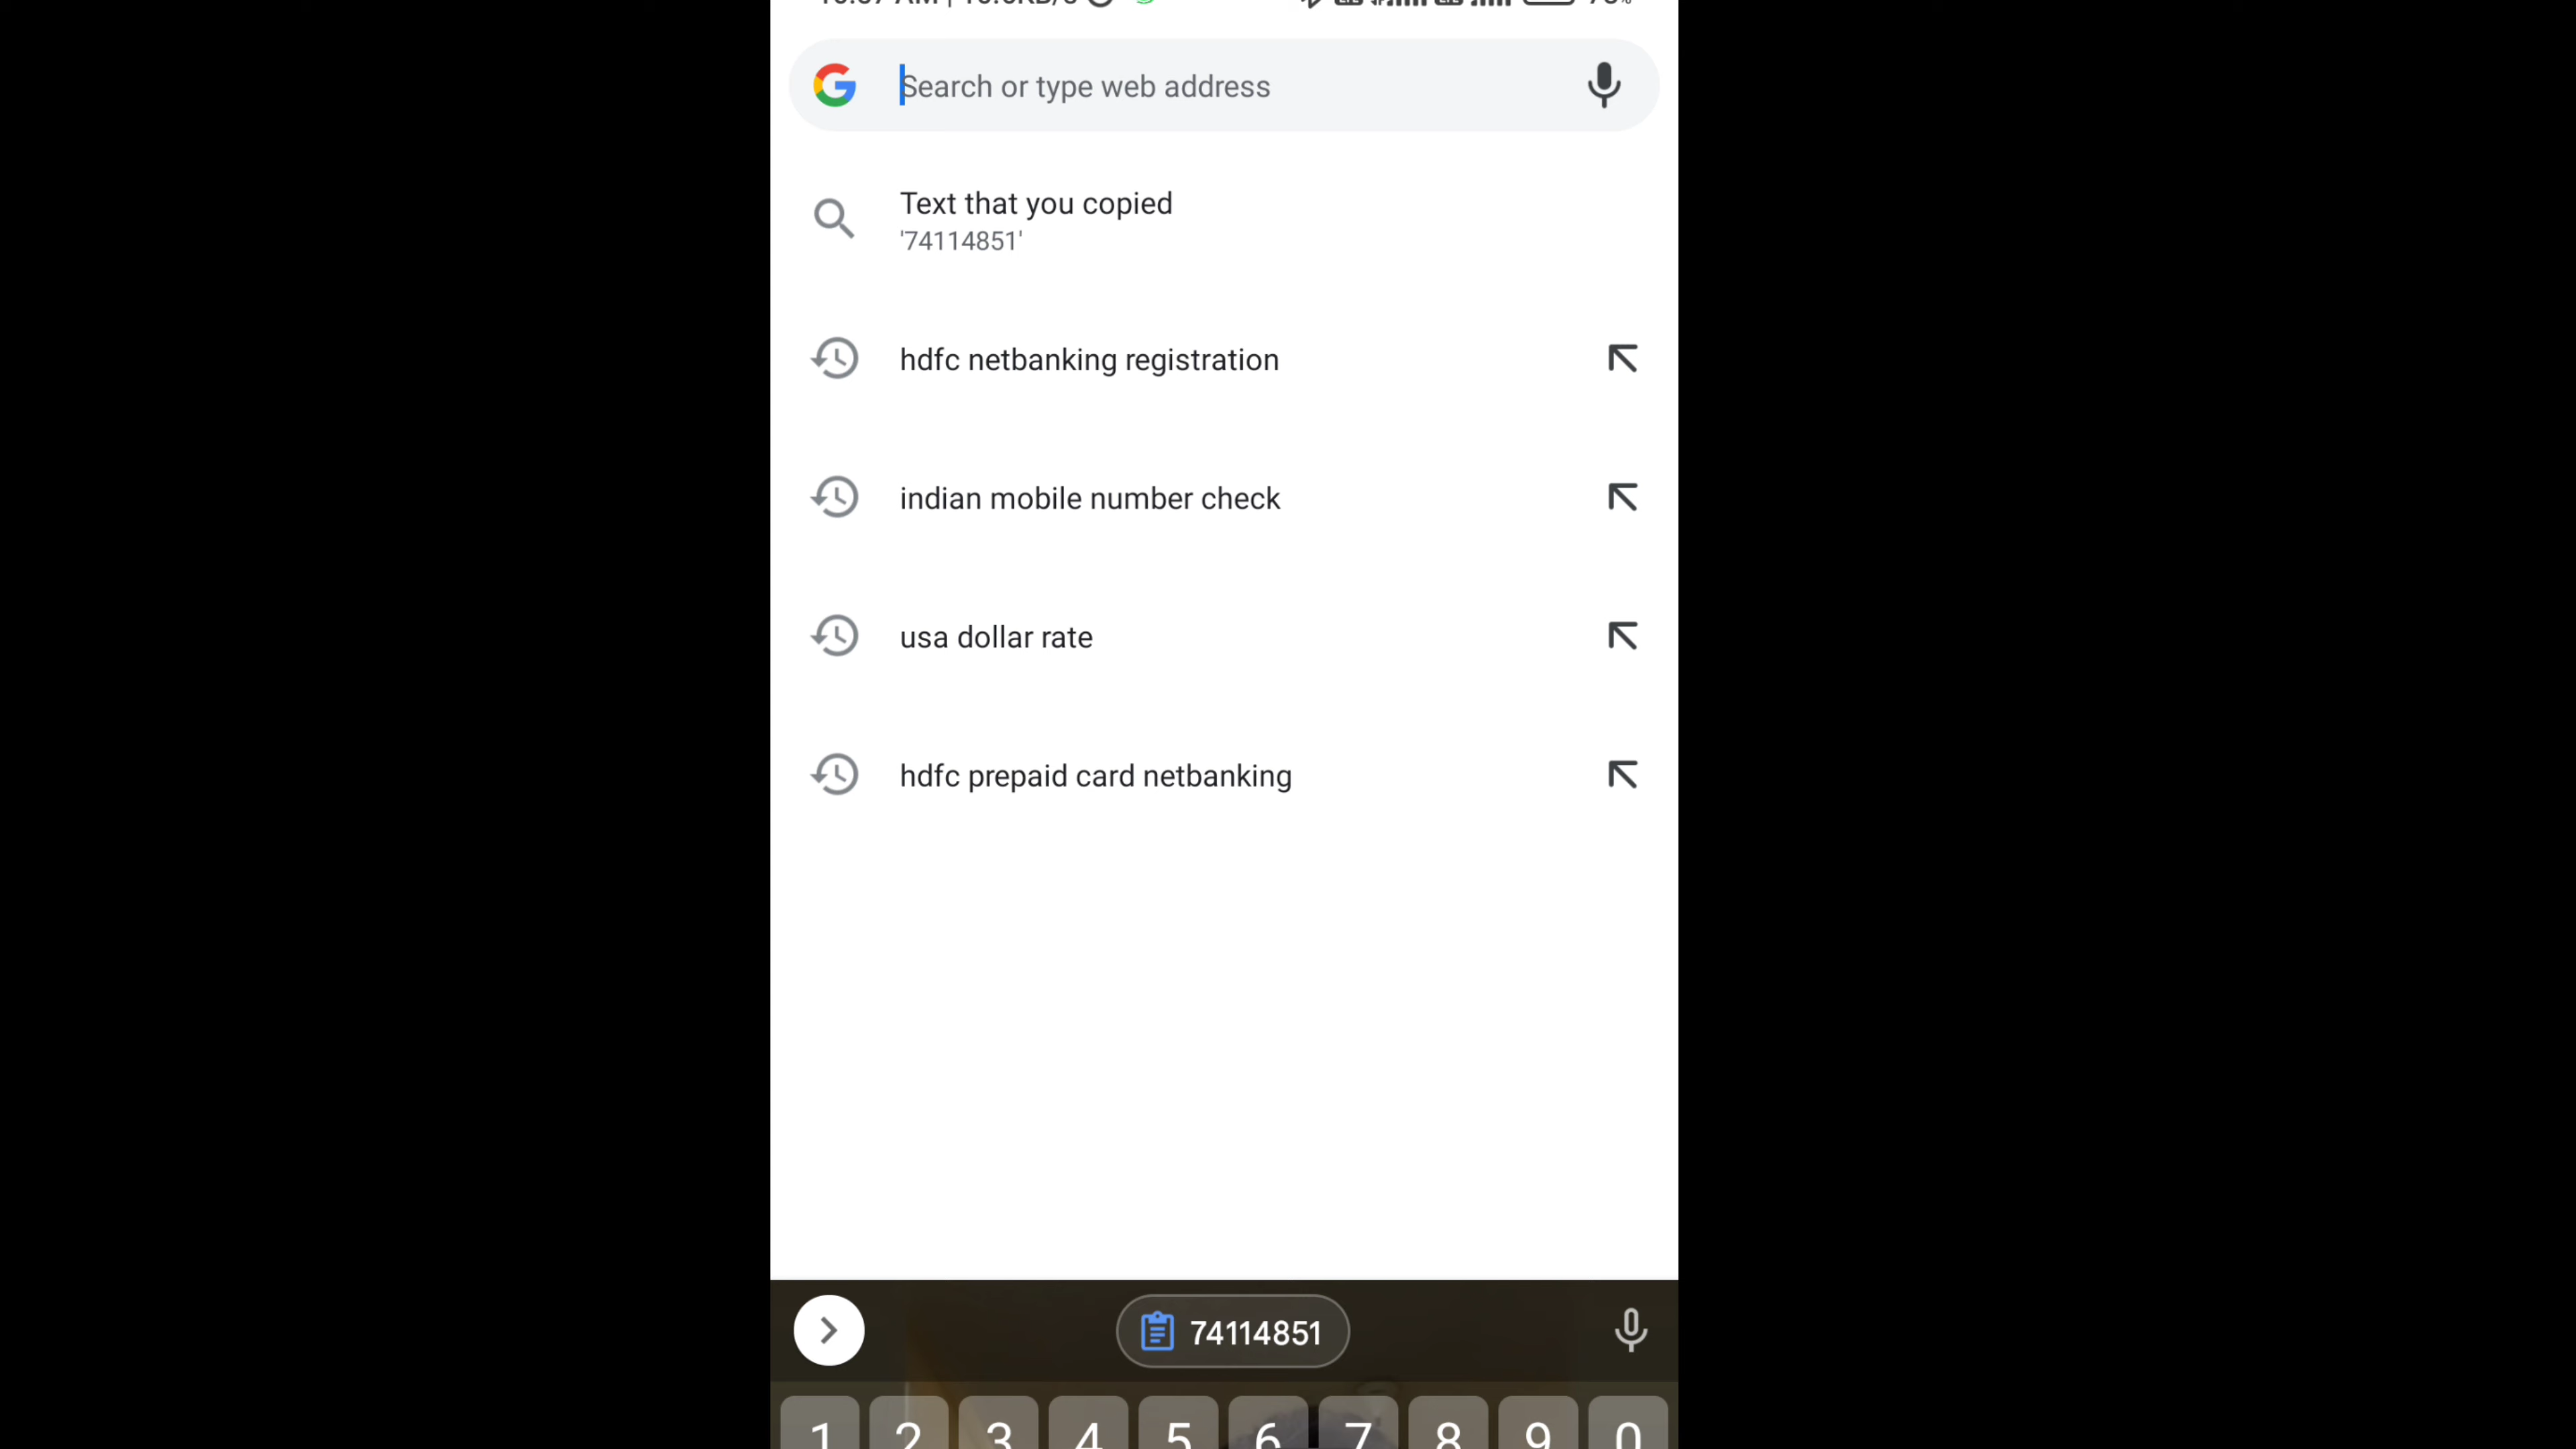 Search or type web address
Text that you copied
'74114851'
hdfc netbanking registration
indian mobile number check
usa dollar rate
hdfc prepaid card netbanking
74114851
1 2 3 4 5 6 7 8 9 0